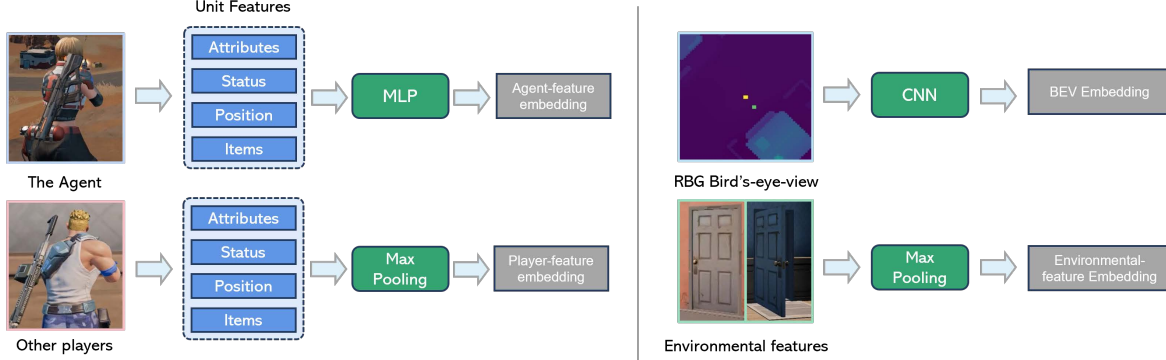 Unit Features
Attributes
Status
Position
Items
MLP
Agent-feature
embedding
The Agent
Attributes
Status
Position
Items
Max
Pooling
Player-feature
embedding
Other players
CNN
BEV Embedding
RBG Bird's-eye-view
Max
Pooling
Environmental-
feature Embedding
Environmental features